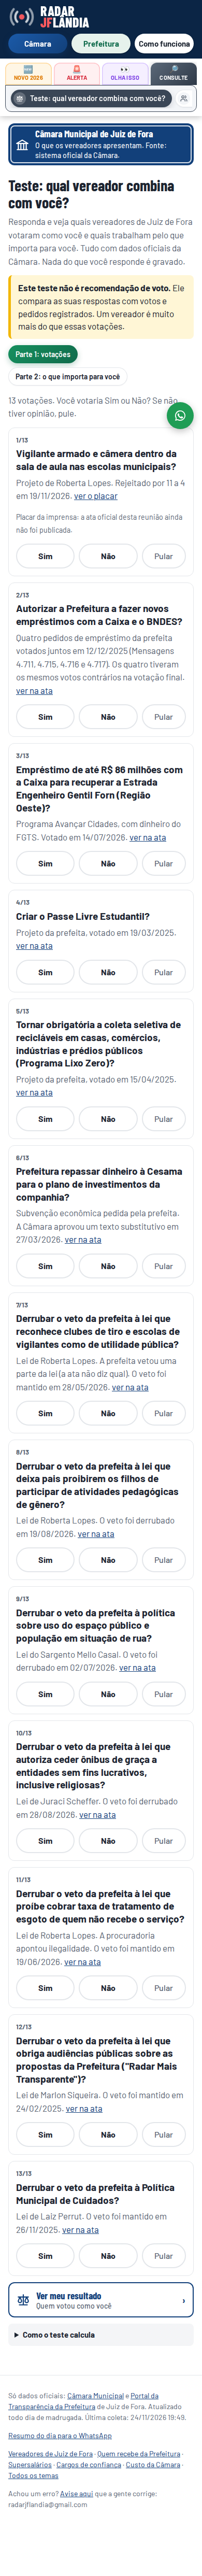 RADAR
JFLÂNDIA
Câmara
Prefeitura
Como funciona
NOVO 2026
ALERTA
OLHA ISSO
CONSULTE
Teste: qual vereador combina com você?
Câmara Municipal de Juiz de Fora
O que os vereadores apresentam. Fonte:
sistema oficial da Câmara.
Teste: qual vereador combina
com você?
Responda e veja quais vereadores de Juiz de Fora
votaram como você e quais trabalham pelo que
importa para você. Tudo com dados oficiais da
Câmara. Nada do que você responde é gravado.
Este teste não é recomendação de voto. Ele
compara as suas respostas com votos e
pedidos registrados. Um vereador é muito
mais do que essas votações.
Parte 1: votações
Parte 2: o que importa para você
13 votações. Você votaria Sim ou Não? Se não
tiver opinião, pule.
1/13
Vigilante armado e câmera dentro da
sala de aula nas escolas municipais?
Projeto de Roberta Lopes. Rejeitado por 11 a 4
em 19/11/2026. ver o placar
Placar da imprensa: a ata oficial desta reunião ainda
não foi publicada.
Sim
Não
Pular
2/13
Autorizar a Prefeitura a fazer novos
empréstimos com a Caixa e o BNDES?
Quatro pedidos de empréstimo da prefeita
votados juntos em 12/12/2025 (Mensagens
4.711, 4.715, 4.716 e 4.717). Os quatro tiveram
os mesmos votos contrários na votação final.
ver na ata
Sim
Não
Pular
3/13
Empréstimo de até R$ 86 milhões com
a Caixa para recuperar a Estrada
Engenheiro Gentil Forn (Região
Oeste)?
Programa Avançar Cidades, com dinheiro do
FGTS. Votado em 14/07/2026. ver na ata
Sim
Não
Pular
4/13
Criar o Passe Livre Estudantil?
Projeto da prefeita, votado em 19/03/2025.
ver na ata
Sim
Não
Pular
5/13
Tornar obrigatória a coleta seletiva de
recicláveis em casas, comércios,
indústrias e prédios públicos
(Programa Lixo Zero)?
Projeto da prefeita, votado em 15/04/2025.
ver na ata
Sim
Não
Pular
6/13
Prefeitura repassar dinheiro à Cesama
para o plano de investimentos da
companhia?
Subvenção econômica pedida pela prefeita.
A Câmara aprovou um texto substitutivo em
27/03/2026. ver na ata
Sim
Não
Pular
7/13
Derrubar o veto da prefeita à lei que
reconhece clubes de tiro e escolas de
vigilantes como de utilidade pública?
Lei de Roberta Lopes. A prefeita vetou uma
parte da lei (a ata não diz qual). O veto foi
mantido em 28/05/2026. ver na ata
Sim
Não
Pular
8/13
Derrubar o veto da prefeita à lei que
deixa pais proibirem os filhos de
participar de atividades pedagógicas
de gênero?
Lei de Roberta Lopes. O veto foi derrubado
em 19/08/2026. ver na ata
Sim
Não
Pular
9/13
Derrubar o veto da prefeita à política
sobre uso do espaço público e
população em situação de rua?
Lei do Sargento Mello Casal. O veto foi
derrubado em 02/07/2026. ver na ata
Sim
Não
Pular
10/13
Derrubar o veto da prefeita à lei que
autoriza ceder ônibus de graça a
entidades sem fins lucrativos,
inclusive religiosas?
Lei de Juraci Scheffer. O veto foi derrubado
em 28/08/2026. ver na ata
Sim
Não
Pular
11/13
Derrubar o veto da prefeita à lei que
proíbe cobrar taxa de tratamento de
esgoto de quem não recebe o serviço?
Lei de Roberta Lopes. A procuradoria
apontou ilegalidade. O veto foi mantido em
19/06/2026. ver na ata
Sim
Não
Pular
12/13
Derrubar o veto da prefeita à lei que
obriga audiências públicas sobre as
propostas da Prefeitura ("Radar Mais
Transparente")?
Lei de Marlon Siqueira. O veto foi mantido em
24/02/2025. ver na ata
Sim
Não
Pular
13/13
Derrubar o veto da prefeita à Política
Municipal de Cuidados?
Lei de Laiz Perrut. O veto foi mantido em
26/11/2025. ver na ata
Sim
Não
Pular
Ver meu resultado
Quem votou como você
Como o teste calcula
Só dados oficiais: Câmara Municipal e Portal da
Transparência da Prefeitura de Juiz de Fora. Atualizado
todo dia de madrugada. Última coleta: 24/11/2026 19:49.
Resumo do dia para o WhatsApp
Vereadores de Juiz de Fora · Quem recebe da Prefeitura ·
Supersalários · Cargos de confiança · Custo da Câmara ·
Todos os temas
Achou um erro? Avise aqui que a gente corrige:
radarjflandia@gmail.com